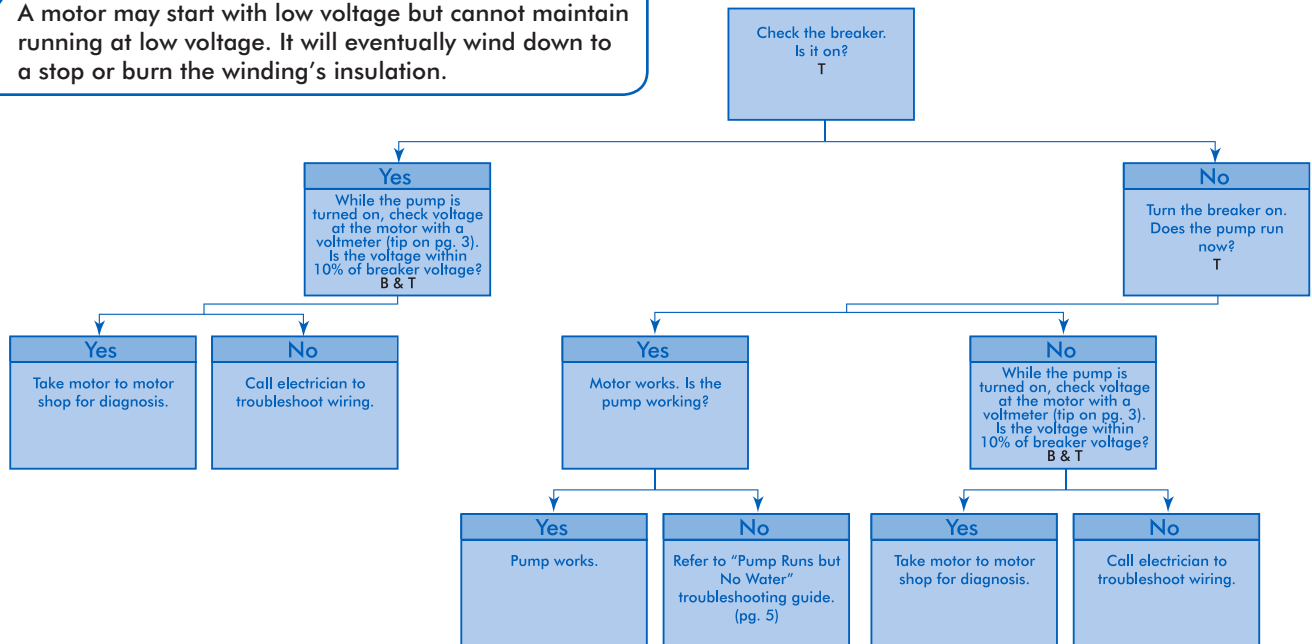 A motor may start with low voltage but cannot maintain
running at low voltage. It will eventually wind down to
a stop or burn the winding’s insulation.
Check the breaker.
Is it on?
T
Yes
While the pump is
turned on, check voltage
at the motor with a
voltmeter (tip on pg. 3).
Is the voltage within
10% of breaker voltage?
B & T
No
Turn the breaker on.
Does the pump run
now?
T
Yes
Take motor to motor
shop for diagnosis.
No
Call electrician to
troubleshoot wiring.
Yes
Motor works. Is the
pump working?
No
While the pump is
turned on, check voltage
at the motor with a
voltmeter (tip on pg. 3).
Is the voltage within
10% of breaker voltage?
B & T
Yes
Pump works.
No
Refer to “Pump Runs but
No Water”
troubleshooting guide.
(pg. 5)
Yes
Take motor to motor
shop for diagnosis.
No
Call electrician to
troubleshoot wiring.